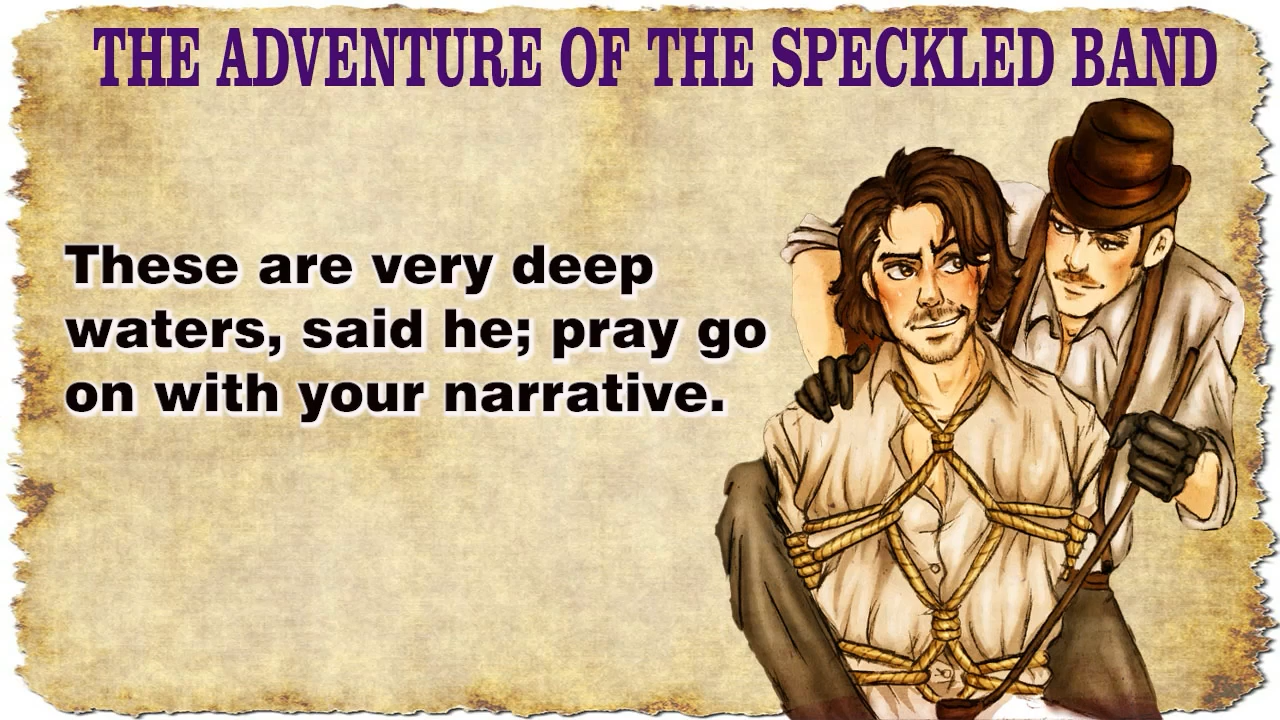 THE ADVENTURE OF THE SPECKLED BAND
These are very deep
waters, said he; pray go
on with your narrative.